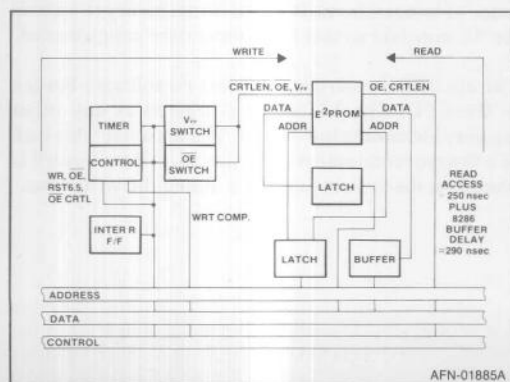 WRITE
READ
CRTLEN, OE, Vpp
OE, CRTLEN
TIMER
CONTROL
Vpp
SWITCH
OE
SWITCH
E²PROM
DATA
ADDR
DATA
ADDR
WR, OE,
RST6.5,
OE CRTL
INTER R
F/F
WRT COMP.
LATCH
LATCH
BUFFER
READ
ACCESS
= 250 nsec
PLUS
8286
BUFFER
DELAY
=290 nsec
ADDRESS
DATA
CONTROL
AFN-01885A